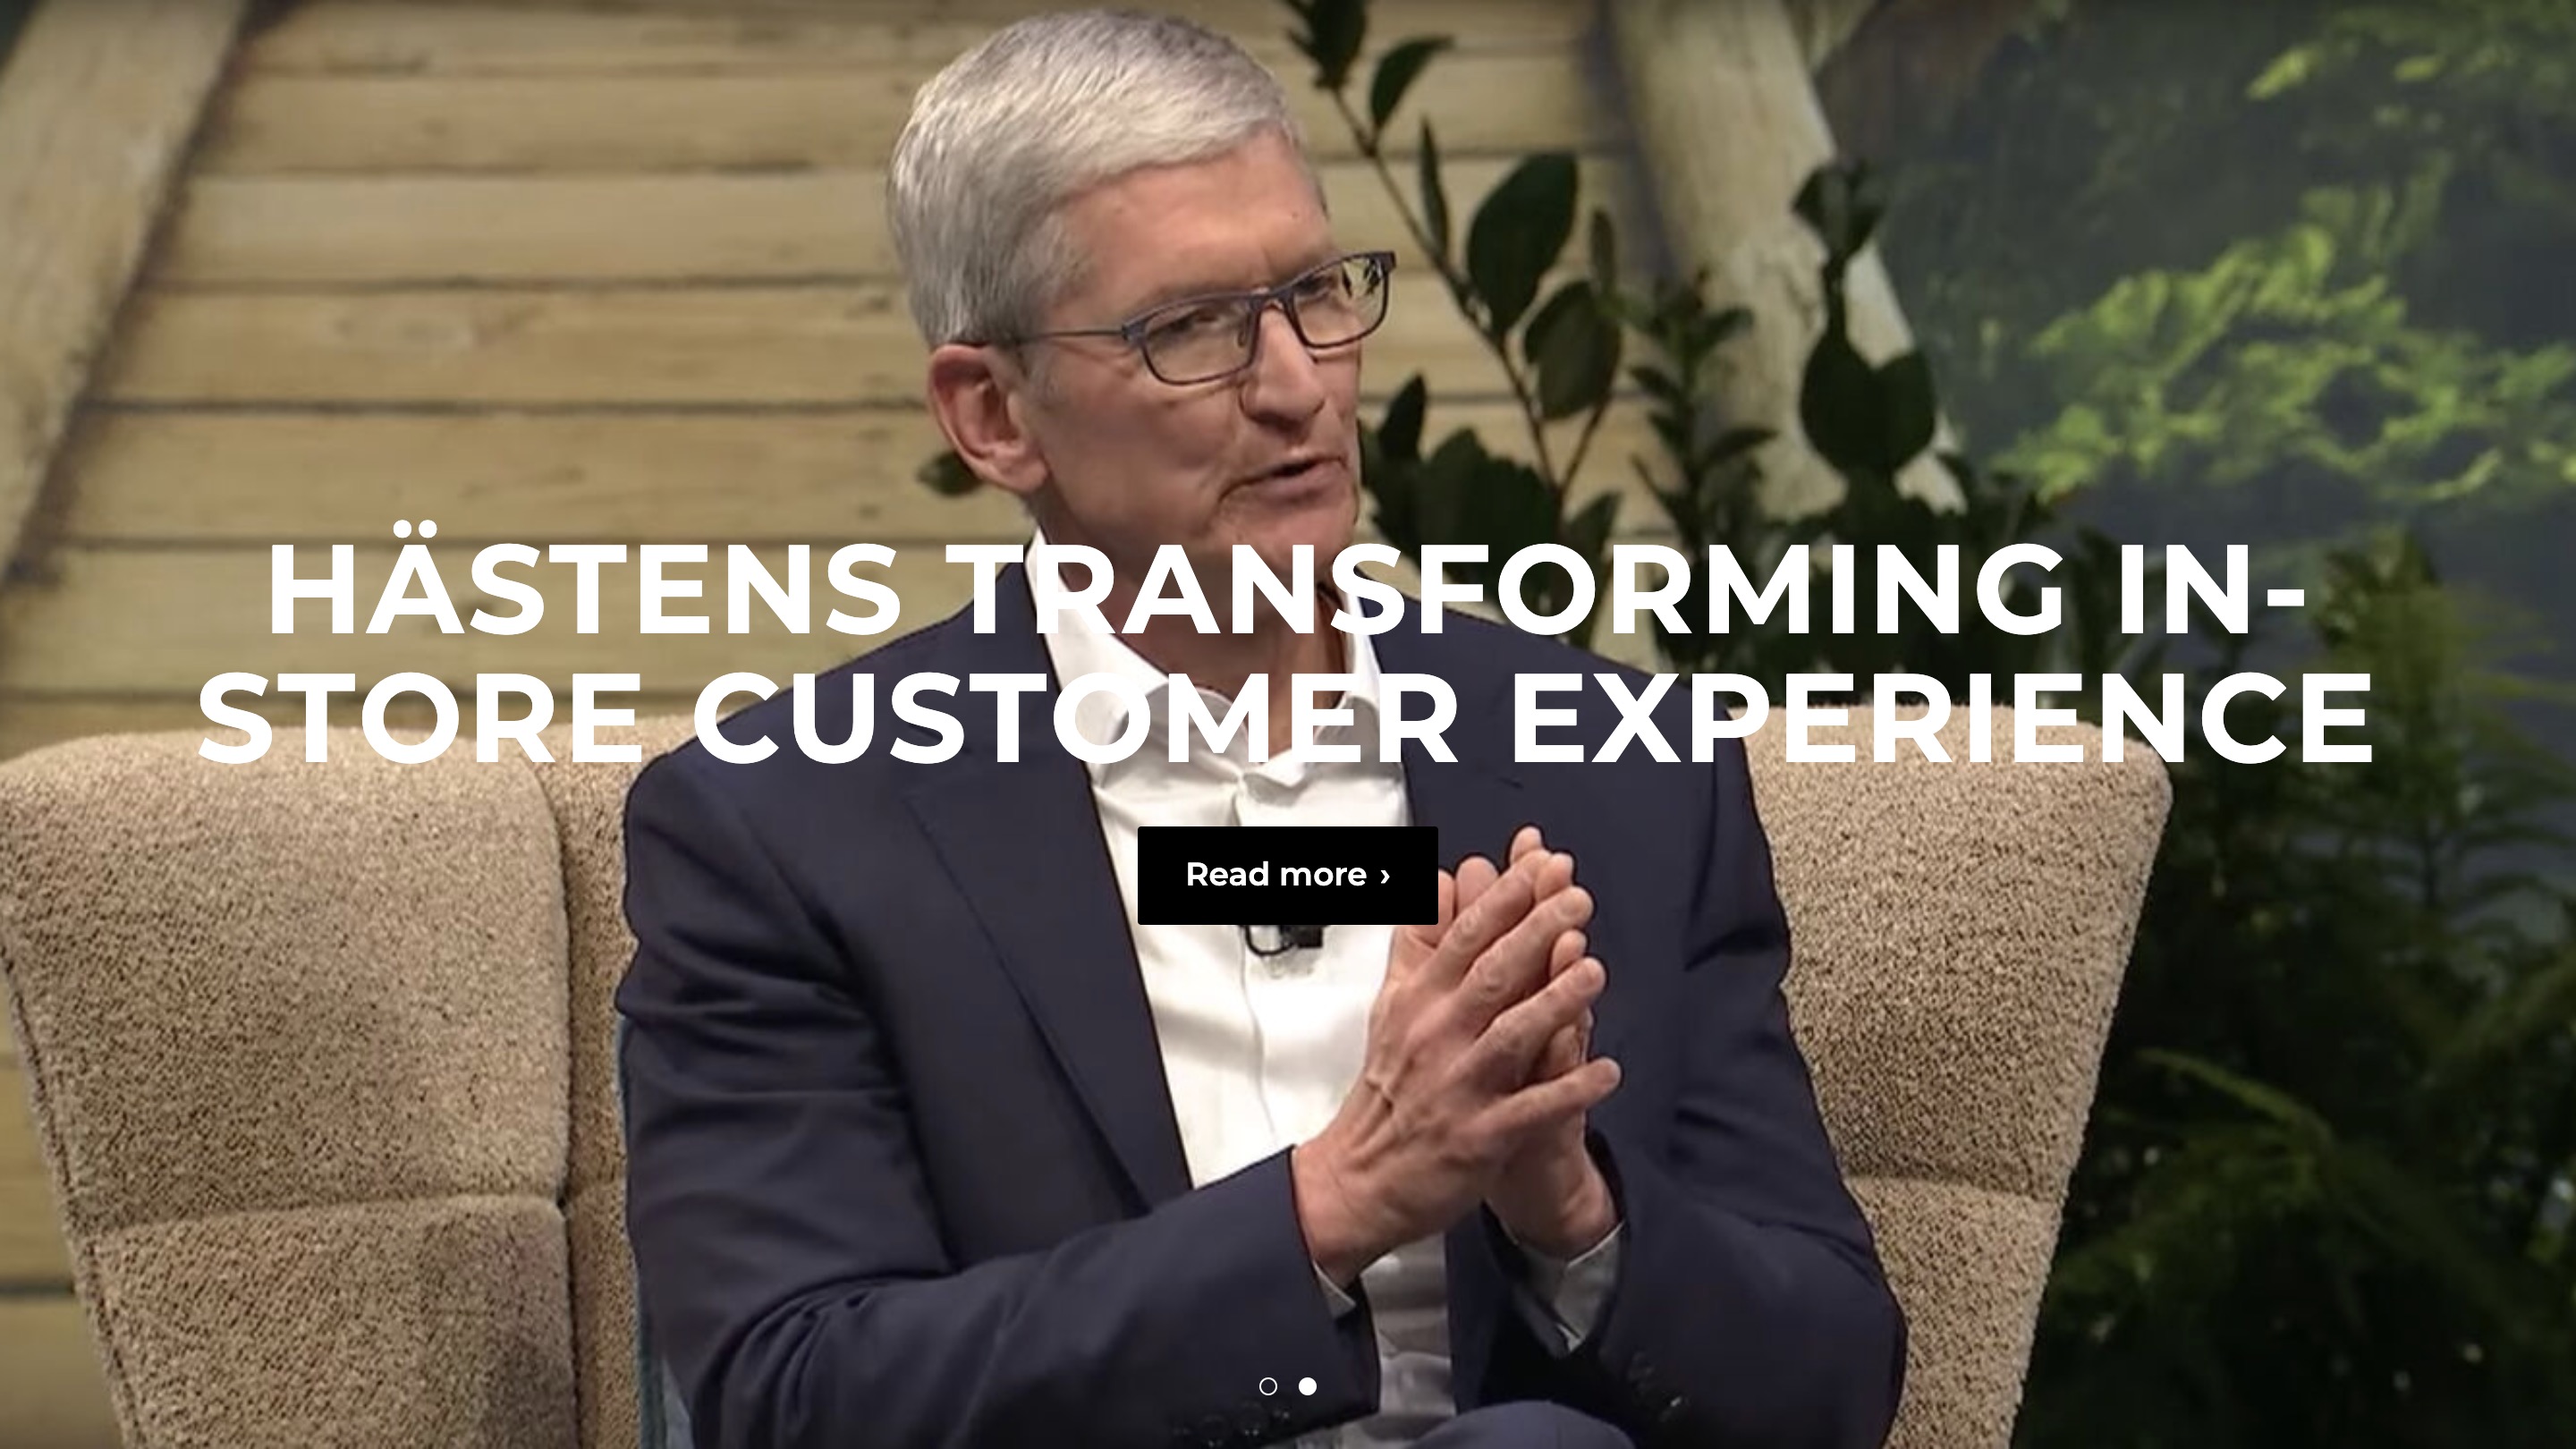 HÄSTENS TRANSFORMING IN-
STORE CUSTOMER EXPERIENCE
Read more ›